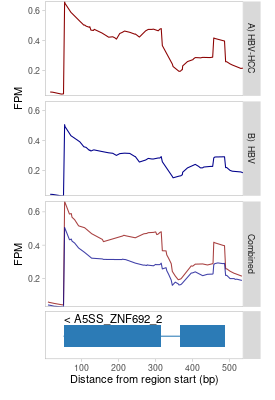 0.6
0.4
0.2
A) HBV-HCC
FPM
0.6
0.4
0.2
B) HBV
0.6
0.4
0.2
Combined
FPM
< A5SS_ZNF692_2
100 200 300 400 500
Distance from region start (bp)